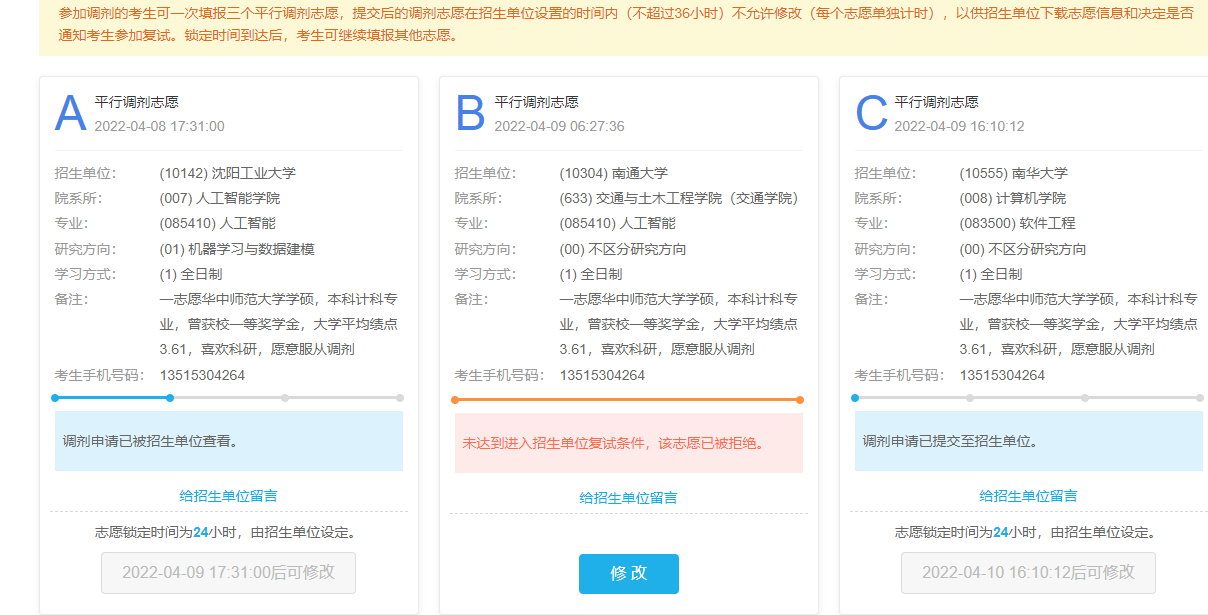 参加调剂的考生可一次填报三个平行调剂志愿，提交后的调剂志愿在招生单位设置的时间内（不超过36小时）不允许修改（每个志愿单独计时），以供招生单位下载志愿信息和决定是否
通知考生参加复试。锁定时间到达后，考生可继续填报其他志愿。
A
平行调剂志愿
2022-04-08 17:31:00
招生单位： (10142) 沈阳工业大学
院系所： (007) 人工智能学院
专业： (085410) 人工智能
研究方向： (01) 机器学习与数据建模
学习方式： (1) 全日制
备注： 一志愿华中师范大学学硕，本科计科专
业，曾获校一等奖学金，大学平均绩点
3.61，喜欢科研，愿意服从调剂
考生手机号码： 13515304264
调剂申请已被招生单位查看。
给招生单位留言
志愿锁定时间为24小时，由招生单位设定。
2022-04-09 17:31:00后可修改
B
平行调剂志愿
2022-04-09 06:27:36
招生单位： (10304) 南通大学
院系所： (633) 交通与土木工程学院（交通学院）
专业： (085410) 人工智能
研究方向： (00) 不区分研究方向
学习方式： (1) 全日制
备注： 一志愿华中师范大学学硕，本科计科专
业，曾获校一等奖学金，大学平均绩点
3.61，喜欢科研，愿意服从调剂
考生手机号码： 13515304264
未达到进入招生单位复试条件，该志愿已被拒绝。
给招生单位留言
修 改
C
平行调剂志愿
2022-04-09 16:10:12
招生单位： (10555) 南华大学
院系所： (008) 计算机学院
专业： (083500) 软件工程
研究方向： (00) 不区分研究方向
学习方式： (1) 全日制
备注： 一志愿华中师范大学学硕，本科计科专
业，曾获校一等奖学金，大学平均绩点
3.61，喜欢科研，愿意服从调剂
考生手机号码： 13515304264
调剂申请已提交至招生单位。
给招生单位留言
志愿锁定时间为24小时，由招生单位设定。
2022-04-10 16:10:12后可修改